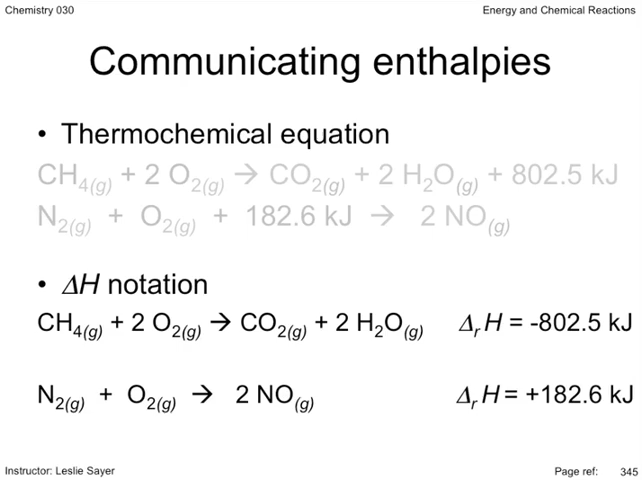 Chemistry 030 Energy and Chemical Reactions
Communicating enthalpies
• Thermochemical equation
CH₄(g) + 2 O₂(g) → CO₂(g) + 2 H₂O(g) + 802.5 kJ
N₂(g) + O₂(g) + 182.6 kJ → 2 NO(g)
• ΔH notation
CH₄(g) + 2 O₂(g) → CO₂(g) + 2 H₂O(g) ΔᵣH = -802.5 kJ
N₂(g) + O₂(g) → 2 NO(g) ΔᵣH = +182.6 kJ
Instructor: Leslie Sayer Page ref: 345